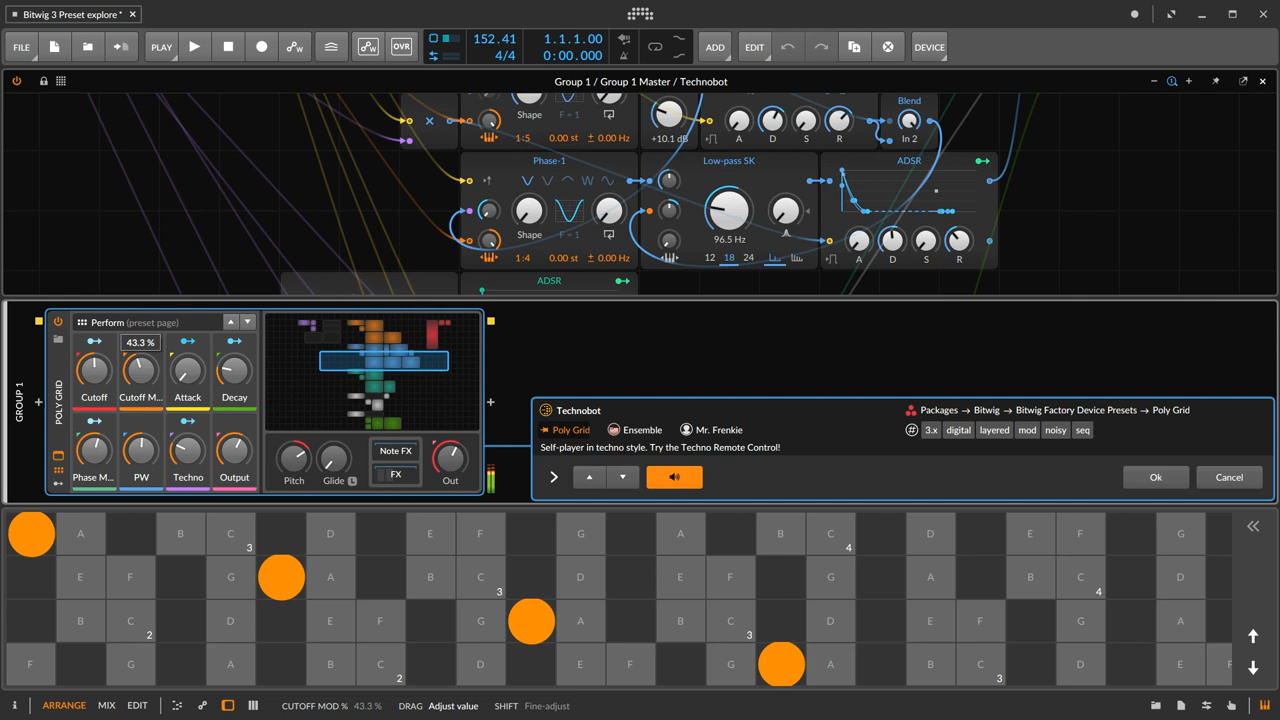 Bitwig 3 Preset explore *
FILE PLAY OVR 152.41 4/4 1.1.1.00 0:00.000 ADD EDIT DEVICE
Group 1 / Group 1 Master / Technobot
Blend
Shape F = 1 +10.1 dB A D S R In 2
1:5 0.00 st ± 0.00 Hz
Phase-1 Low-pass SK ADSR
Shape F = 1 96.5 Hz
1:4 0.00 st ± 0.00 Hz 12 18 24 A D S R
ADSR
GROUP 1
POLY GRID
Perform (preset page)
43.3 %
Cutoff Cutoff M... Attack Decay
Phase M... PW Techno Output
Pitch Glide L Note FX FX Out
Technobot
Packages → Bitwig → Bitwig Factory Device Presets → Poly Grid
Poly Grid Ensemble Mr. Frenkie
3.x digital layered mod noisy seq
Self-player in techno style. Try the Techno Remote Control!
Ok Cancel
A B C 3 D E F G A B C 4 D E F G
E F G A B C 3 D E F G A B C 4 D
B C 2 D E F G A B C 3 D E F G A
F G A B C 2 D E F G A B C 3 D E F
ARRANGE MIX EDIT CUTOFF MOD % 43.3 % DRAG Adjust value SHIFT Fine-adjust